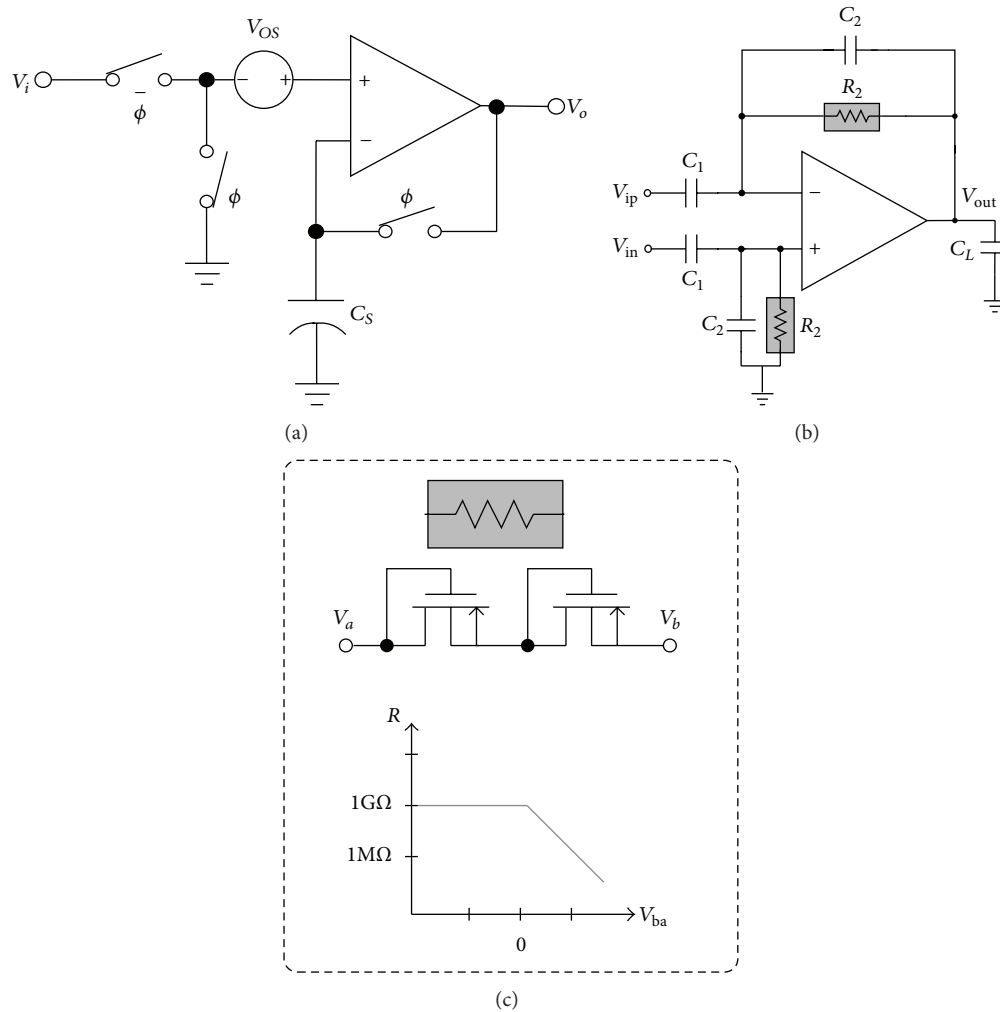 V_OS
V_i
+
−
− +
V_o
ϕ̄
ϕ
ϕ
C_S
(a)
C_2
R_2
C_1
V_ip
−
V_out
V_in
+
C_L
C_1
C_2
R_2
(b)
V_a
V_b
R
1GΩ
1MΩ
V_ba
0
(c)